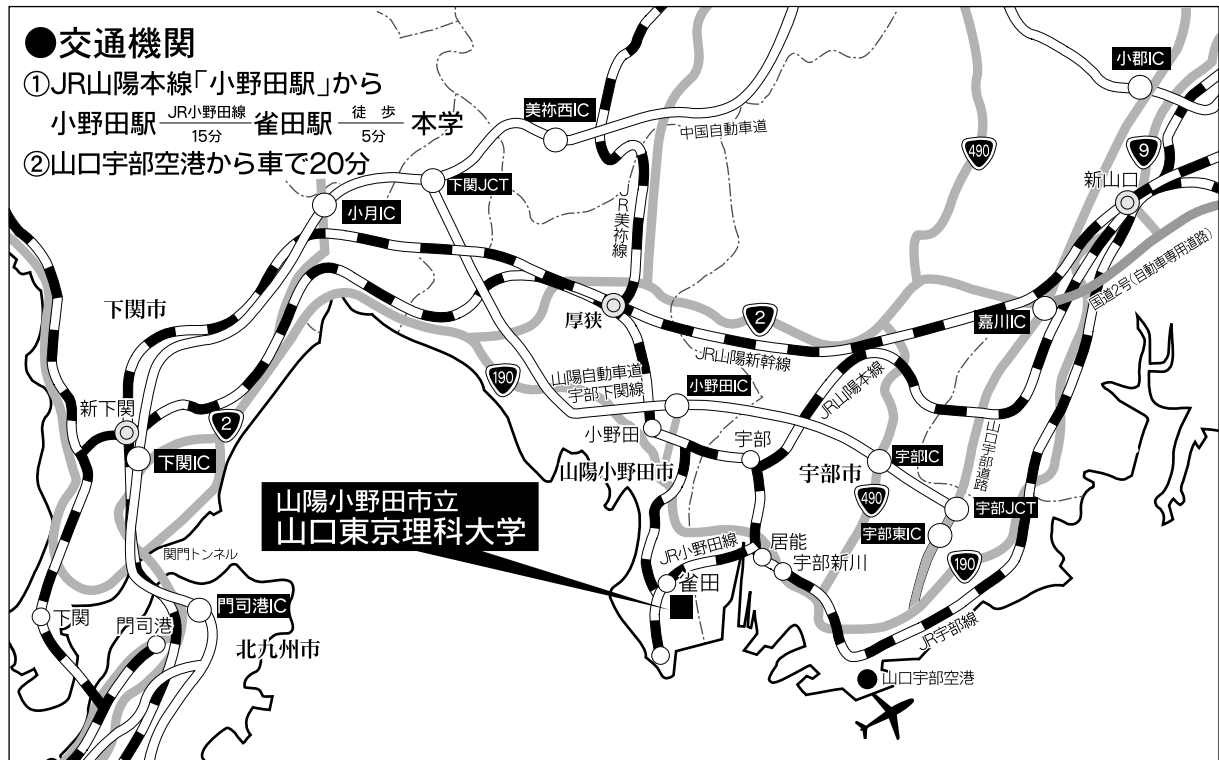 ●交通機関
①JR山陽本線「小野田駅」から
小野田駅 JR小野田線 15分 雀田駅 徒歩 5分 本学
②山口宇部空港から車で20分
小郡IC
美祢西IC
中国自動車道
490
9
新山口
下関JCT
小月IC
JR美祢線
国道2号(自動車専用道路)
下関市
厚狭
2
嘉川IC
JR山陽新幹線
190
山陽自動車道
宇部下関線
小野田IC
JR山陽本線
新下関
2
小野田
宇部
山口宇部道路
下関IC
山陽小野田市
宇部市
宇部IC
490
宇部JCT
山陽小野田市立
山口東京理科大学
宇部東IC
関門トンネル
JR小野田線
居能
宇部新川
190
雀田
下関
門司港
門司港IC
北九州市
JR宇部線
山口宇部空港